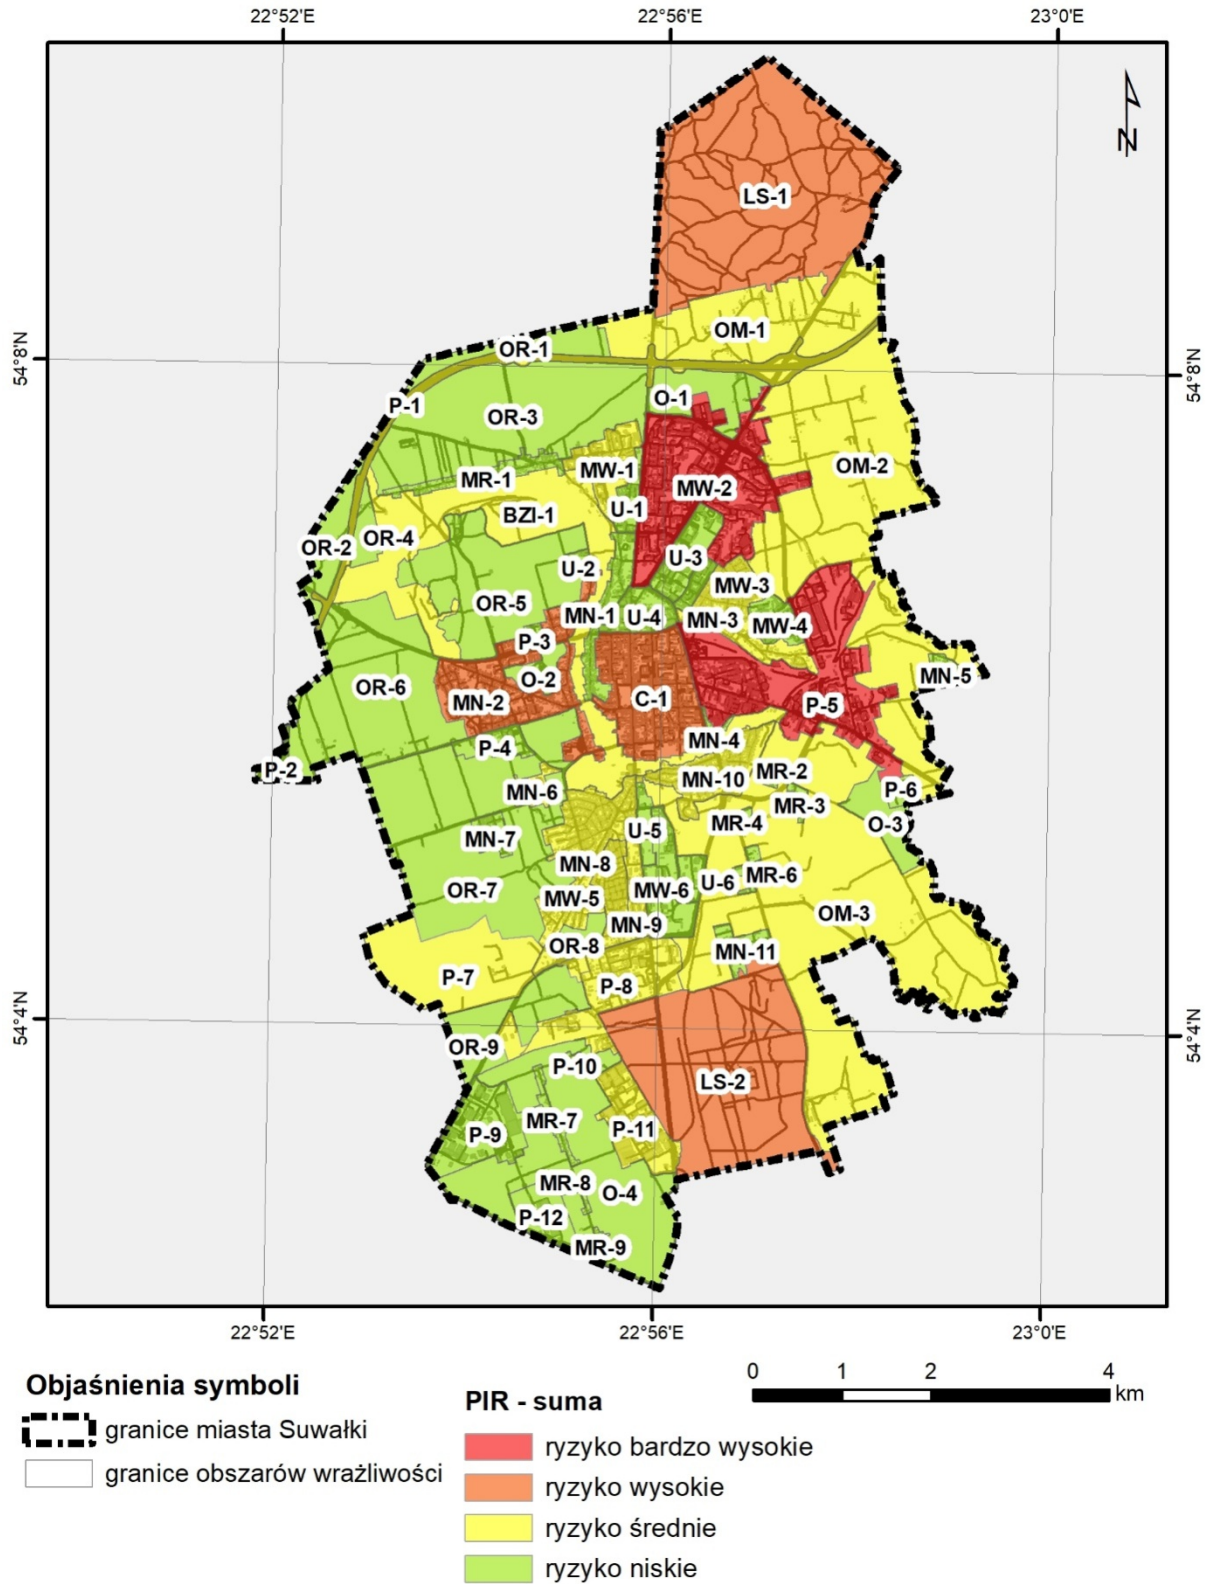 22°52'E
22°56'E
23°0'E
N
LS-1
OM-1
54°8'N
54°8'N
OR-1
P-1
O-1
OR-3
OM-2
MW-1
MR-1
MW-2
BZI-1
U-1
OR-4
OR-2
U-3
U-2
MW-3
OR-5
MN-1
U-4
MN-3
MW-4
P-3
O-2
MN-5
OR-6
MN-2
C-1
P-5
P-4
MN-4
P-2
MR-2
MN-10
MN-6
P-6
MR-3
MR-4
O-3
U-5
MN-7
MN-8
MR-6
U-6
OR-7
MW-6
MW-5
OM-3
MN-9
OR-8
MN-11
P-7
P-8
54°4'N
54°4'N
OR-9
P-10
LS-2
MR-7
P-11
P-9
MR-8
O-4
P-12
MR-9
22°52'E
22°56'E
23°0'E
0 1 2 4
km
Objaśnienia symboli
granice miasta Suwałki
granice obszarów wrażliwości
PIR - suma
ryzyko bardzo wysokie
ryzyko wysokie
ryzyko średnie
ryzyko niskie